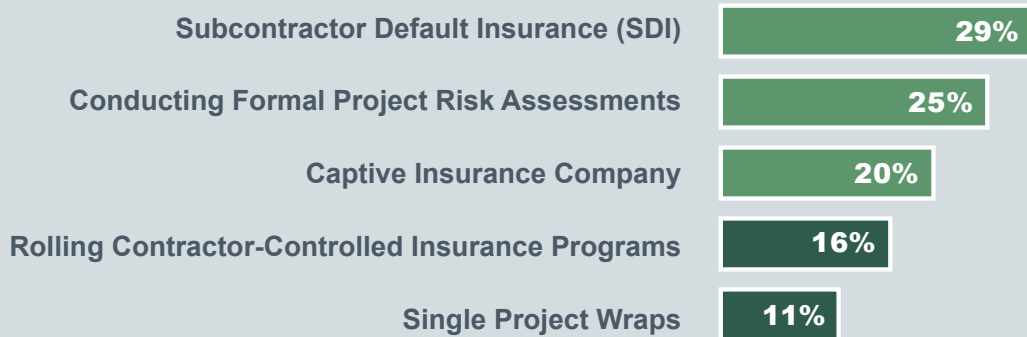 Subcontractor Default Insurance (SDI) 29%
Conducting Formal Project Risk Assessments 25%
Captive Insurance Company 20%
Rolling Contractor-Controlled Insurance Programs 16%
Single Project Wraps 11%